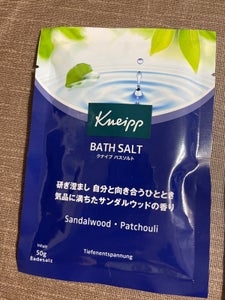 Kneipp
BATH SALT
クナイプ バスソルト
研ぎ澄まし 自分と向き合うひととき
気品に満ちたサンダルウッドの香り
Sandalwood・Patchouli
Inhalt
50g
Badesalz
Tiefenentspannung